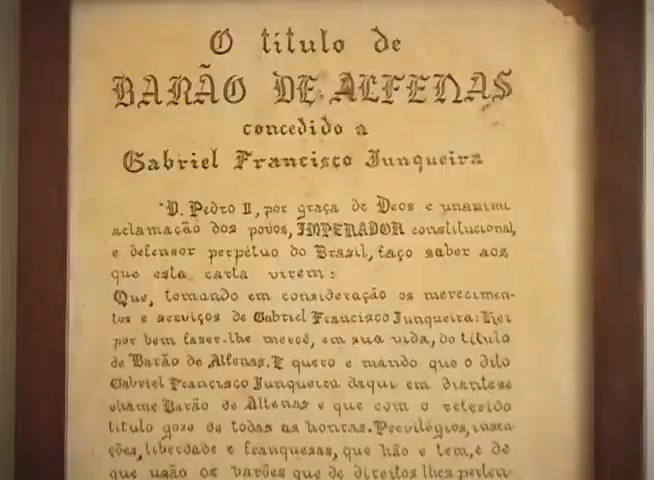 O titulo de
BARÃO DE ALFENAS
concedido a
Gabriel Francisco Junqueira
"D. Pedro II, por graça de Deos e unanimi
aclamação dos povos, IMPERADOR constitucional,
e defensor perpétuo do Brasil, faço saber aos
que esta carta virem:
Que, tomando em consideração os merecimen-
tos e serviços de Gabriel Francisco Junqueira: Hei
por bem faser-lhe mercê, em sua vida, do titulo
de Barão de Alfenas. E quero e mando que o dito
Gabriel Francisco Junqueira daqui em diante se
chame Barão de Alfenas e que com o referido
titulo gose de todas as honras. Previlégios, isen-
ções, liberdade e franquesas, que hão e tem, e de
que usão os barões que de direitos lhes perten-